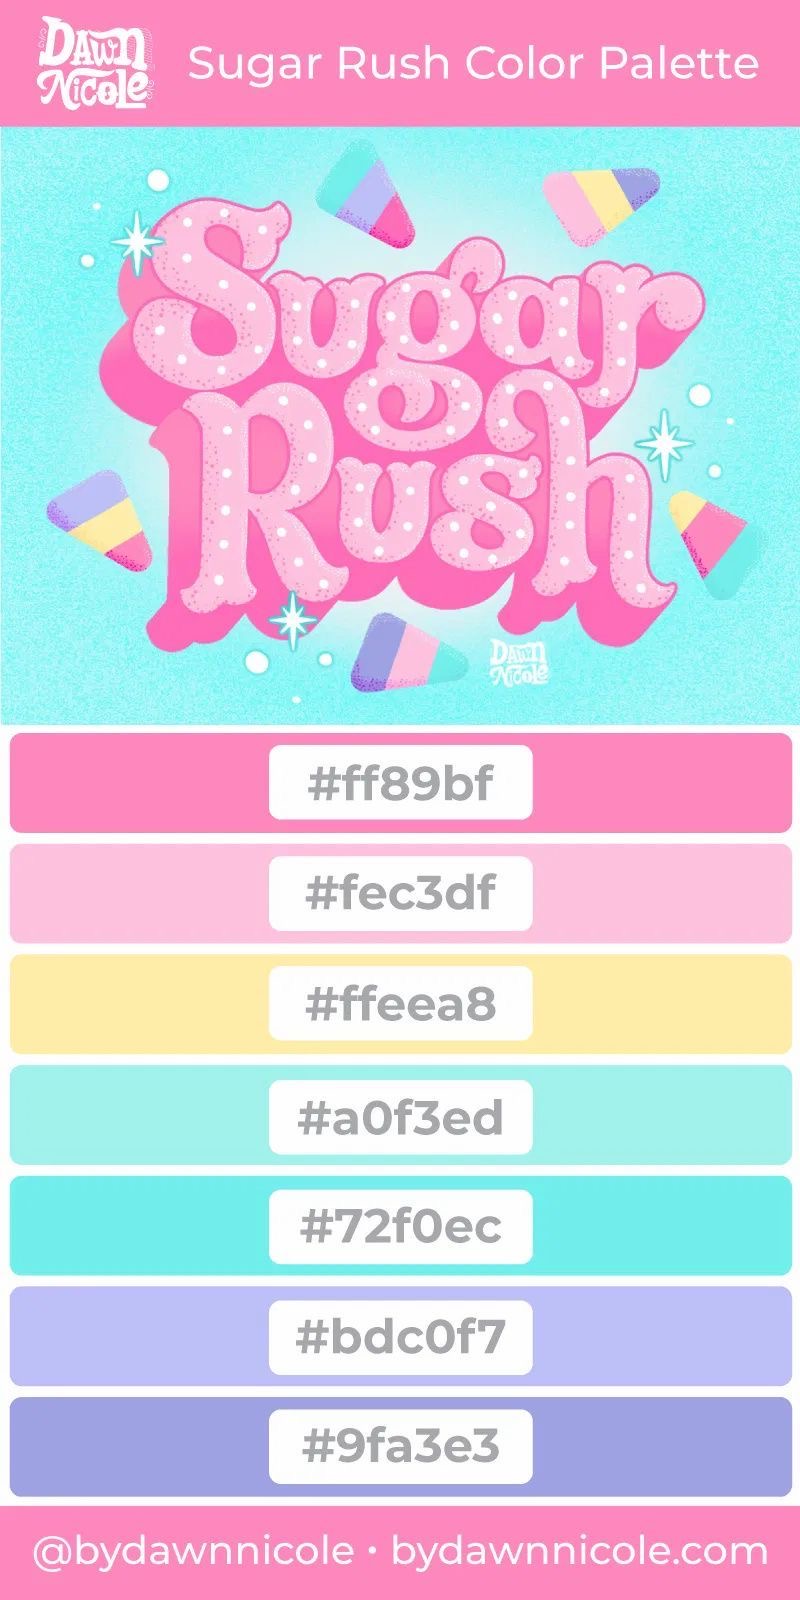 Dawn
Nicole
Sugar Rush Color Palette
Sugar
Rush
Dawn
Nicole
#ff89bf
#fec3df
#ffeea8
#a0f3ed
#72f0ec
#bdc0f7
#9fa3e3
@bydawnnicole • bydawnnicole.com